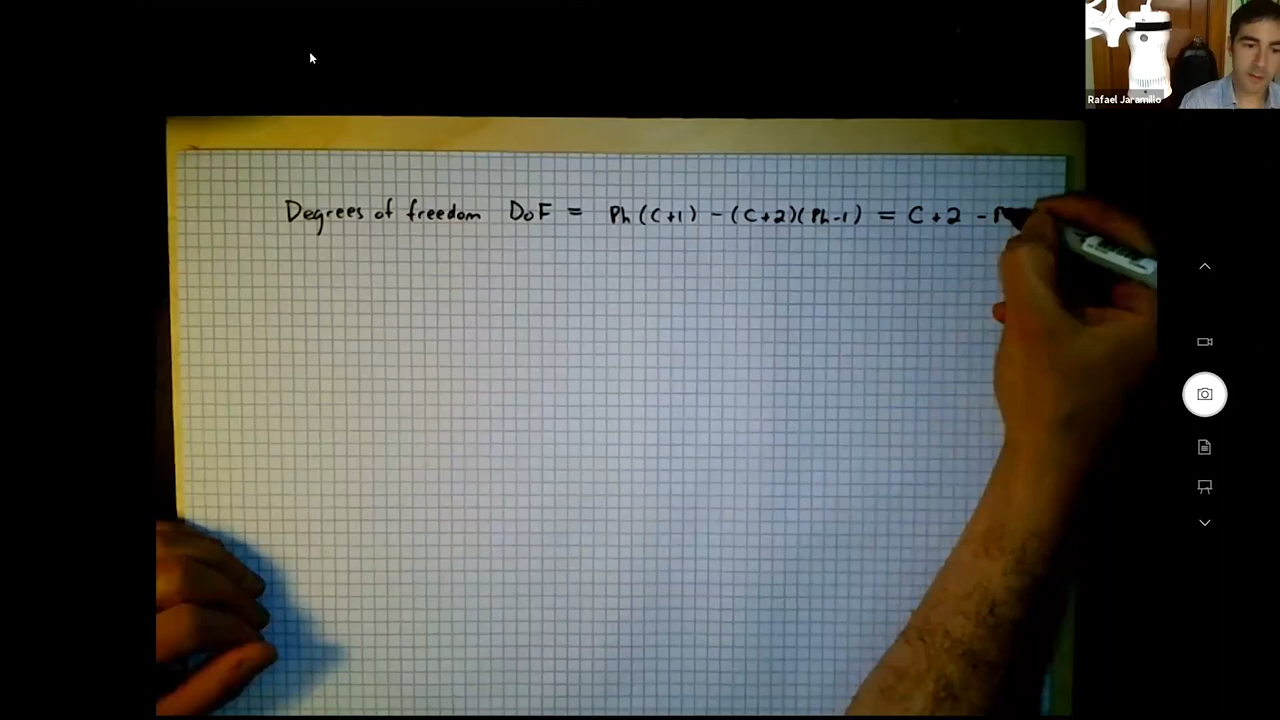 Rafael Jaramillo
Degrees of freedom DoF = Ph(C+1) - (C+2)(Ph-1) = C+2 -